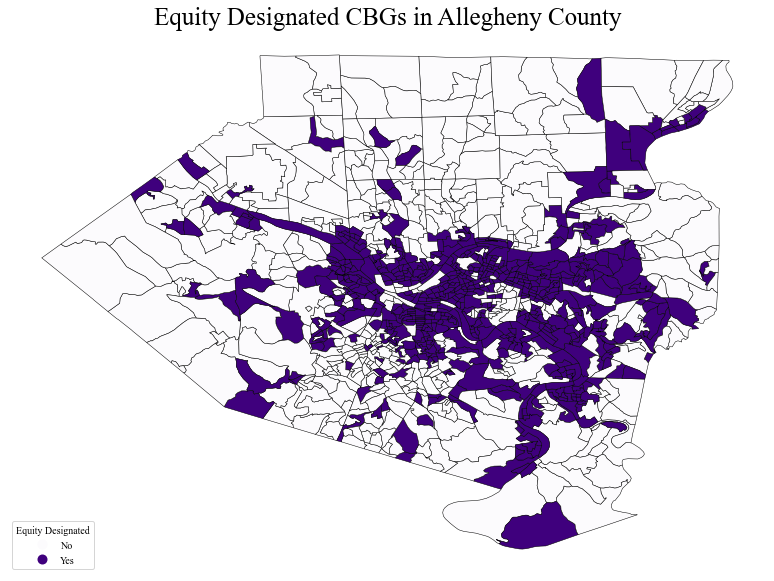 Equity Designated CBGs in Allegheny County
Equity Designated
No
Yes